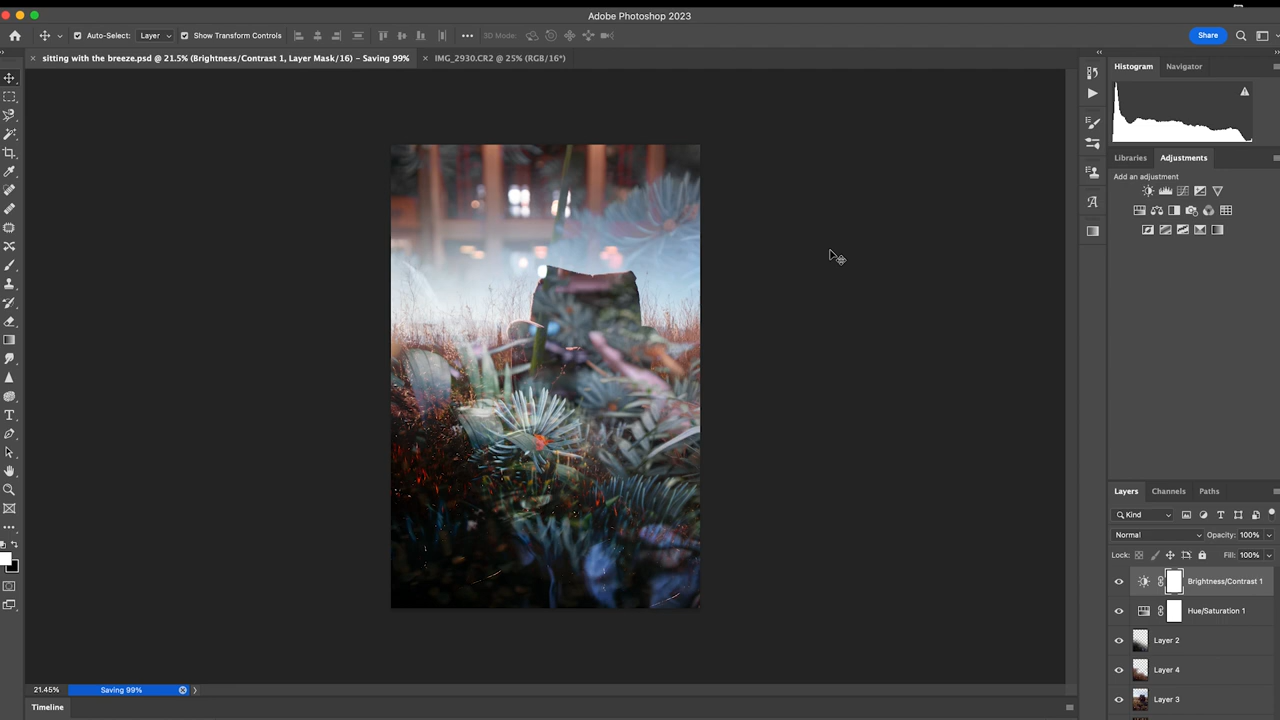 Adobe Photoshop 2023
Auto-Select: Layer Show Transform Controls 3D Mode: Share
sitting with the breeze.psd @ 21.5% (Brightness/Contrast 1, Layer Mask/16) - Saving 99% IMG_2930.CR2 @ 25% (RGB/16*)
Histogram Navigator
Libraries Adjustments
Add an adjustment
Layers Channels Paths
Kind
Normal Opacity: 100%
Lock: Fill: 100%
Brightness/Contrast 1
Hue/Saturation 1
Layer 2
Layer 4
Layer 3
21.45% Saving 99%
Timeline